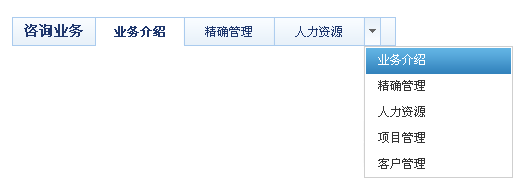 咨询业务 业务介绍 精确管理 人力资源
业务介绍
精确管理
人力资源
项目管理
客户管理